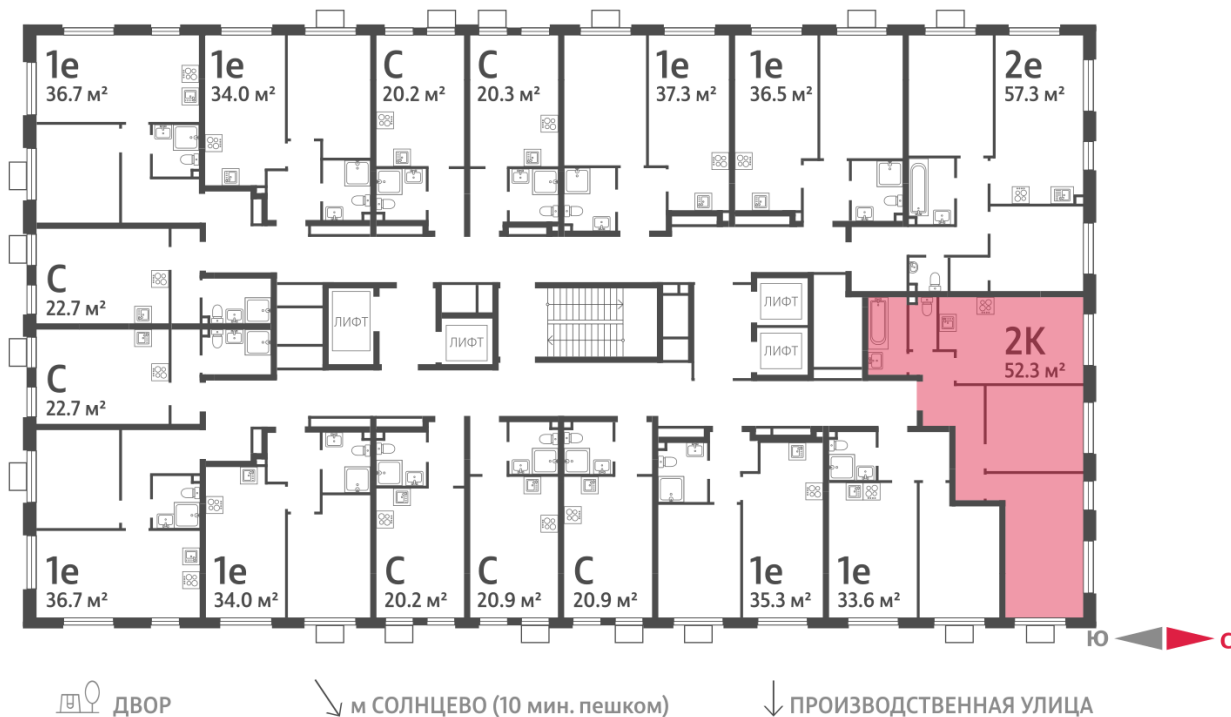 1е
36.7 м²
1е
34.0 м²
С
20.2 м²
С
20.3 м²
1е
37.3 м²
1е
36.5 м²
2е
57.3 м²
С
22.7 м²
ЛИФТ
ЛИФТ
ЛИФТ
ЛИФТ
2К
52.3 м²
С
22.7 м²
1е
36.7 м²
1е
34.0 м²
С
20.2 м²
С
20.9 м²
С
20.9 м²
1е
35.3 м²
1е
33.6 м²
Ю С
ДВОР
м СОЛНЦЕВО (10 мин. пешком)
ПРОИЗВОДСТВЕННАЯ УЛИЦА